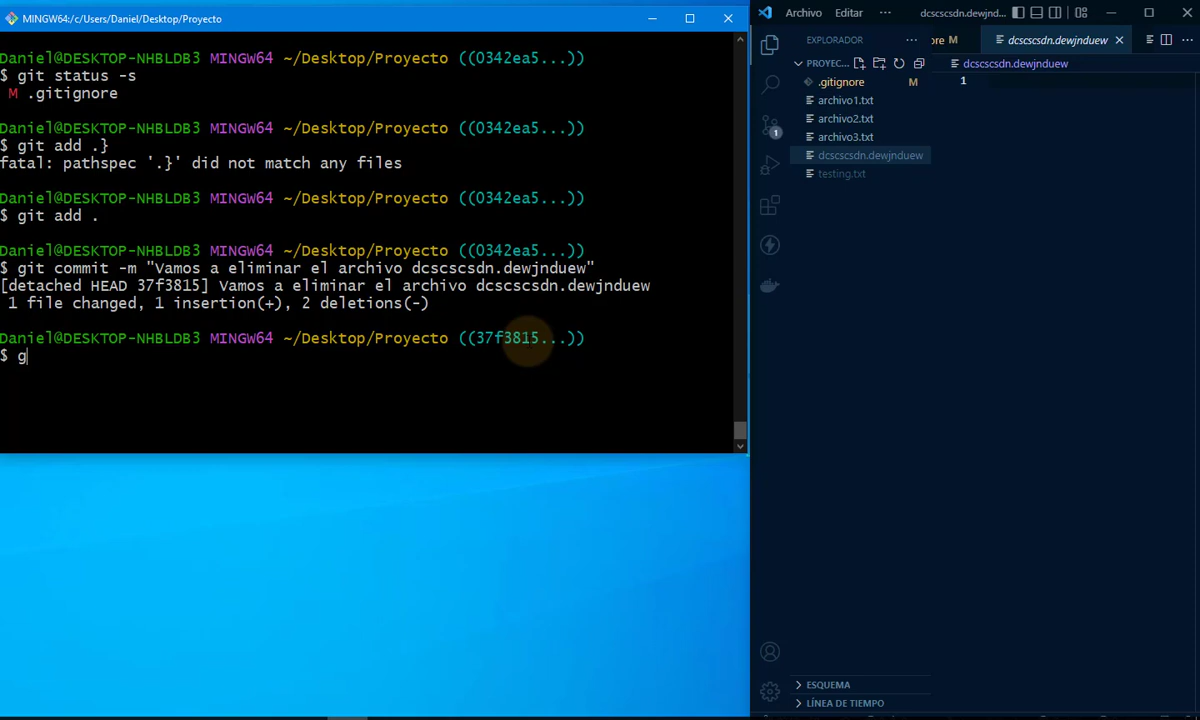 MINGW64:/c/Users/Daniel/Desktop/Proyecto
Daniel@DESKTOP-NHBLDB3 MINGW64 ~/Desktop/Proyecto ((0342ea5...))
$ git status -s
M .gitignore
Daniel@DESKTOP-NHBLDB3 MINGW64 ~/Desktop/Proyecto ((0342ea5...))
$ git add .}
fatal: pathspec '.}' did not match any files
Daniel@DESKTOP-NHBLDB3 MINGW64 ~/Desktop/Proyecto ((0342ea5...))
$ git add .
Daniel@DESKTOP-NHBLDB3 MINGW64 ~/Desktop/Proyecto ((0342ea5...))
$ git commit -m "Vamos a eliminar el archivo dcscscsdn.dewjnduew"
[detached HEAD 37f3815] Vamos a eliminar el archivo dcscscsdn.dewjnduew
1 file changed, 1 insertion(+), 2 deletions(-)
Daniel@DESKTOP-NHBLDB3 MINGW64 ~/Desktop/Proyecto ((37f3815...))
$ g
Archivo Editar ··· dcscscsdn.dewjnd...
EXPLORADOR ···
ore M
dcscscsdn.dewjnduew
PROYEC...
dcscscsdn.dewjnduew
.gitignore M
1
archivo1.txt
archivo2.txt
archivo3.txt
dcscscsdn.dewjnduew
testing.txt
1
ESQUEMA
LÍNEA DE TIEMPO